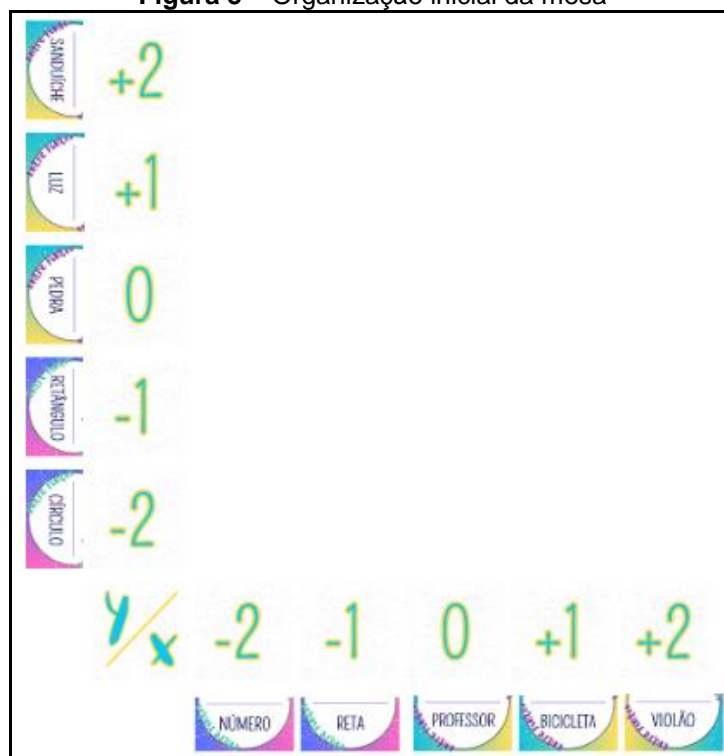 Figura 3 – Organização inicial da mesa
SANDUÍCHE
+2
LUZ
+1
PEDRA
0
RETÂNGULO
-1
CÍRCULO
-2
y/x
-2
-1
0
+1
+2
NÚMERO
RETA
PROFESSOR
BICICLETA
VIOLÃO